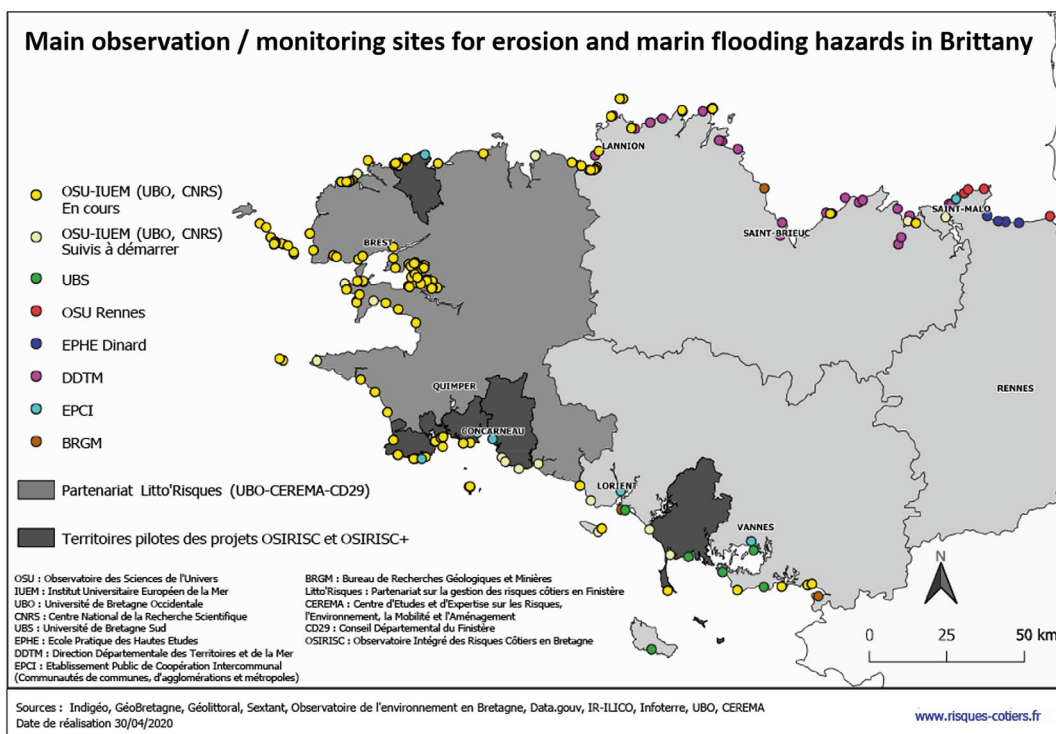 Main observation / monitoring sites for erosion and marin flooding hazards in Brittany
OSU-IUEM (UBO, CNRS)
En cours
OSU-IUEM (UBO, CNRS)
Suivis à démarrer
UBS
OSU Rennes
EPHE Dinard
DDTM
EPCI
BRGM
Partenariat Litto'Risques (UBO-CEREMA-CD29)
Territoires pilotes des projets OSIRISC et OSIRISC+
LANNION
SAINT-MALO
SAINT-BRIEUC
BREST
RENNES
QUIMPER
CONCARNEAU
LORIENT
VANNES
N
0 25 50 km
OSU : Observatoire des Sciences de l'Univers
IUEM : Institut Universitaire Européen de la Mer
UBO : Université de Bretagne Occidentale
CNRS : Centre National de la Recherche Scientifique
UBS : Université de Bretagne Sud
EPHE : Ecole Pratique des Hautes Etudes
DDTM : Direction Départementale des Territoires et de la Mer
EPCI : Etablissement Public de Coopération Intercommunal
(Communautés de communes, d'agglomérations et métropoles)
BRGM : Bureau de Recherches Géologiques et Minières
Litto'Risques : Partenariat sur la gestion des risques côtiers en Finistère
CEREMA : Centre d'Etudes et d'Expertise sur les Risques,
l'Environnement, la Mobilité et l'Aménagement
CD29 : Conseil Départemental du Finistère
OSIRISC : Observatoire Intégré des Risques Côtiers en Bretagne
Sources : Indigéo, GéoBretagne, Géolittoral, Sextant, Observatoire de l'environnement en Bretagne, Data.gouv, IR-ILICO, Infoterre, UBO, CEREMA
Date de réalisation 30/04/2020
www.risques-cotiers.fr